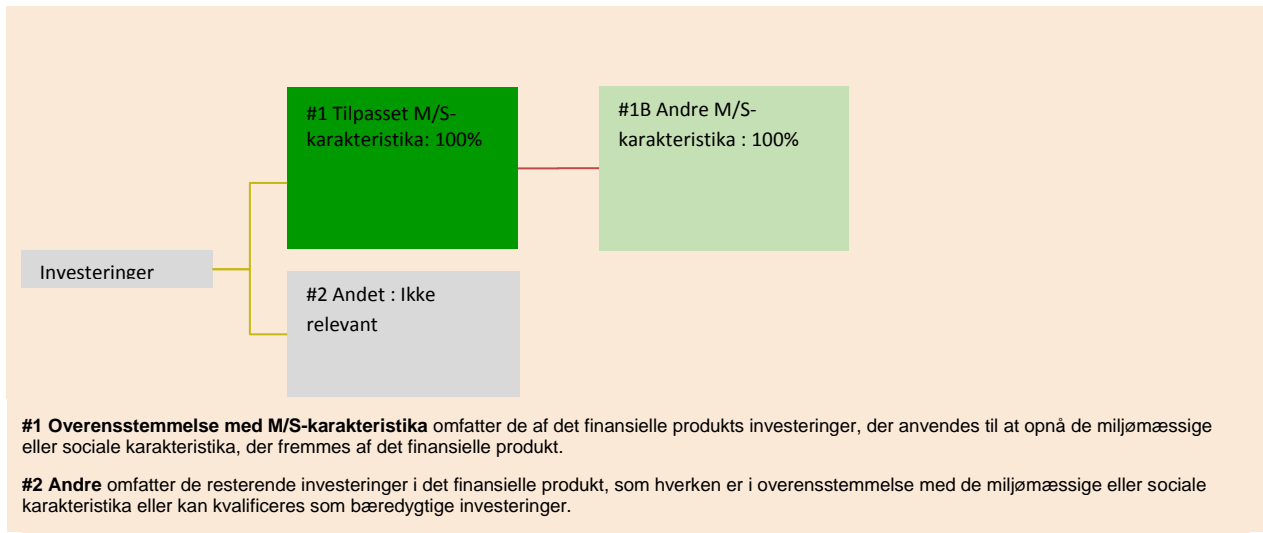 #1 Tilpasset M/S-
karakteristika: 100%
#1B Andre M/S-
karakteristika : 100%
Investeringer
#2 Andet : Ikke
relevant
#1 Overensstemmelse med M/S-karakteristika omfatter de af det finansielle produkts investeringer, der anvendes til at opnå de miljømæssige
eller sociale karakteristika, der fremmes af det finansielle produkt.
#2 Andre omfatter de resterende investeringer i det finansielle produkt, som hverken er i overensstemmelse med de miljømæssige eller sociale
karakteristika eller kan kvalificeres som bæredygtige investeringer.